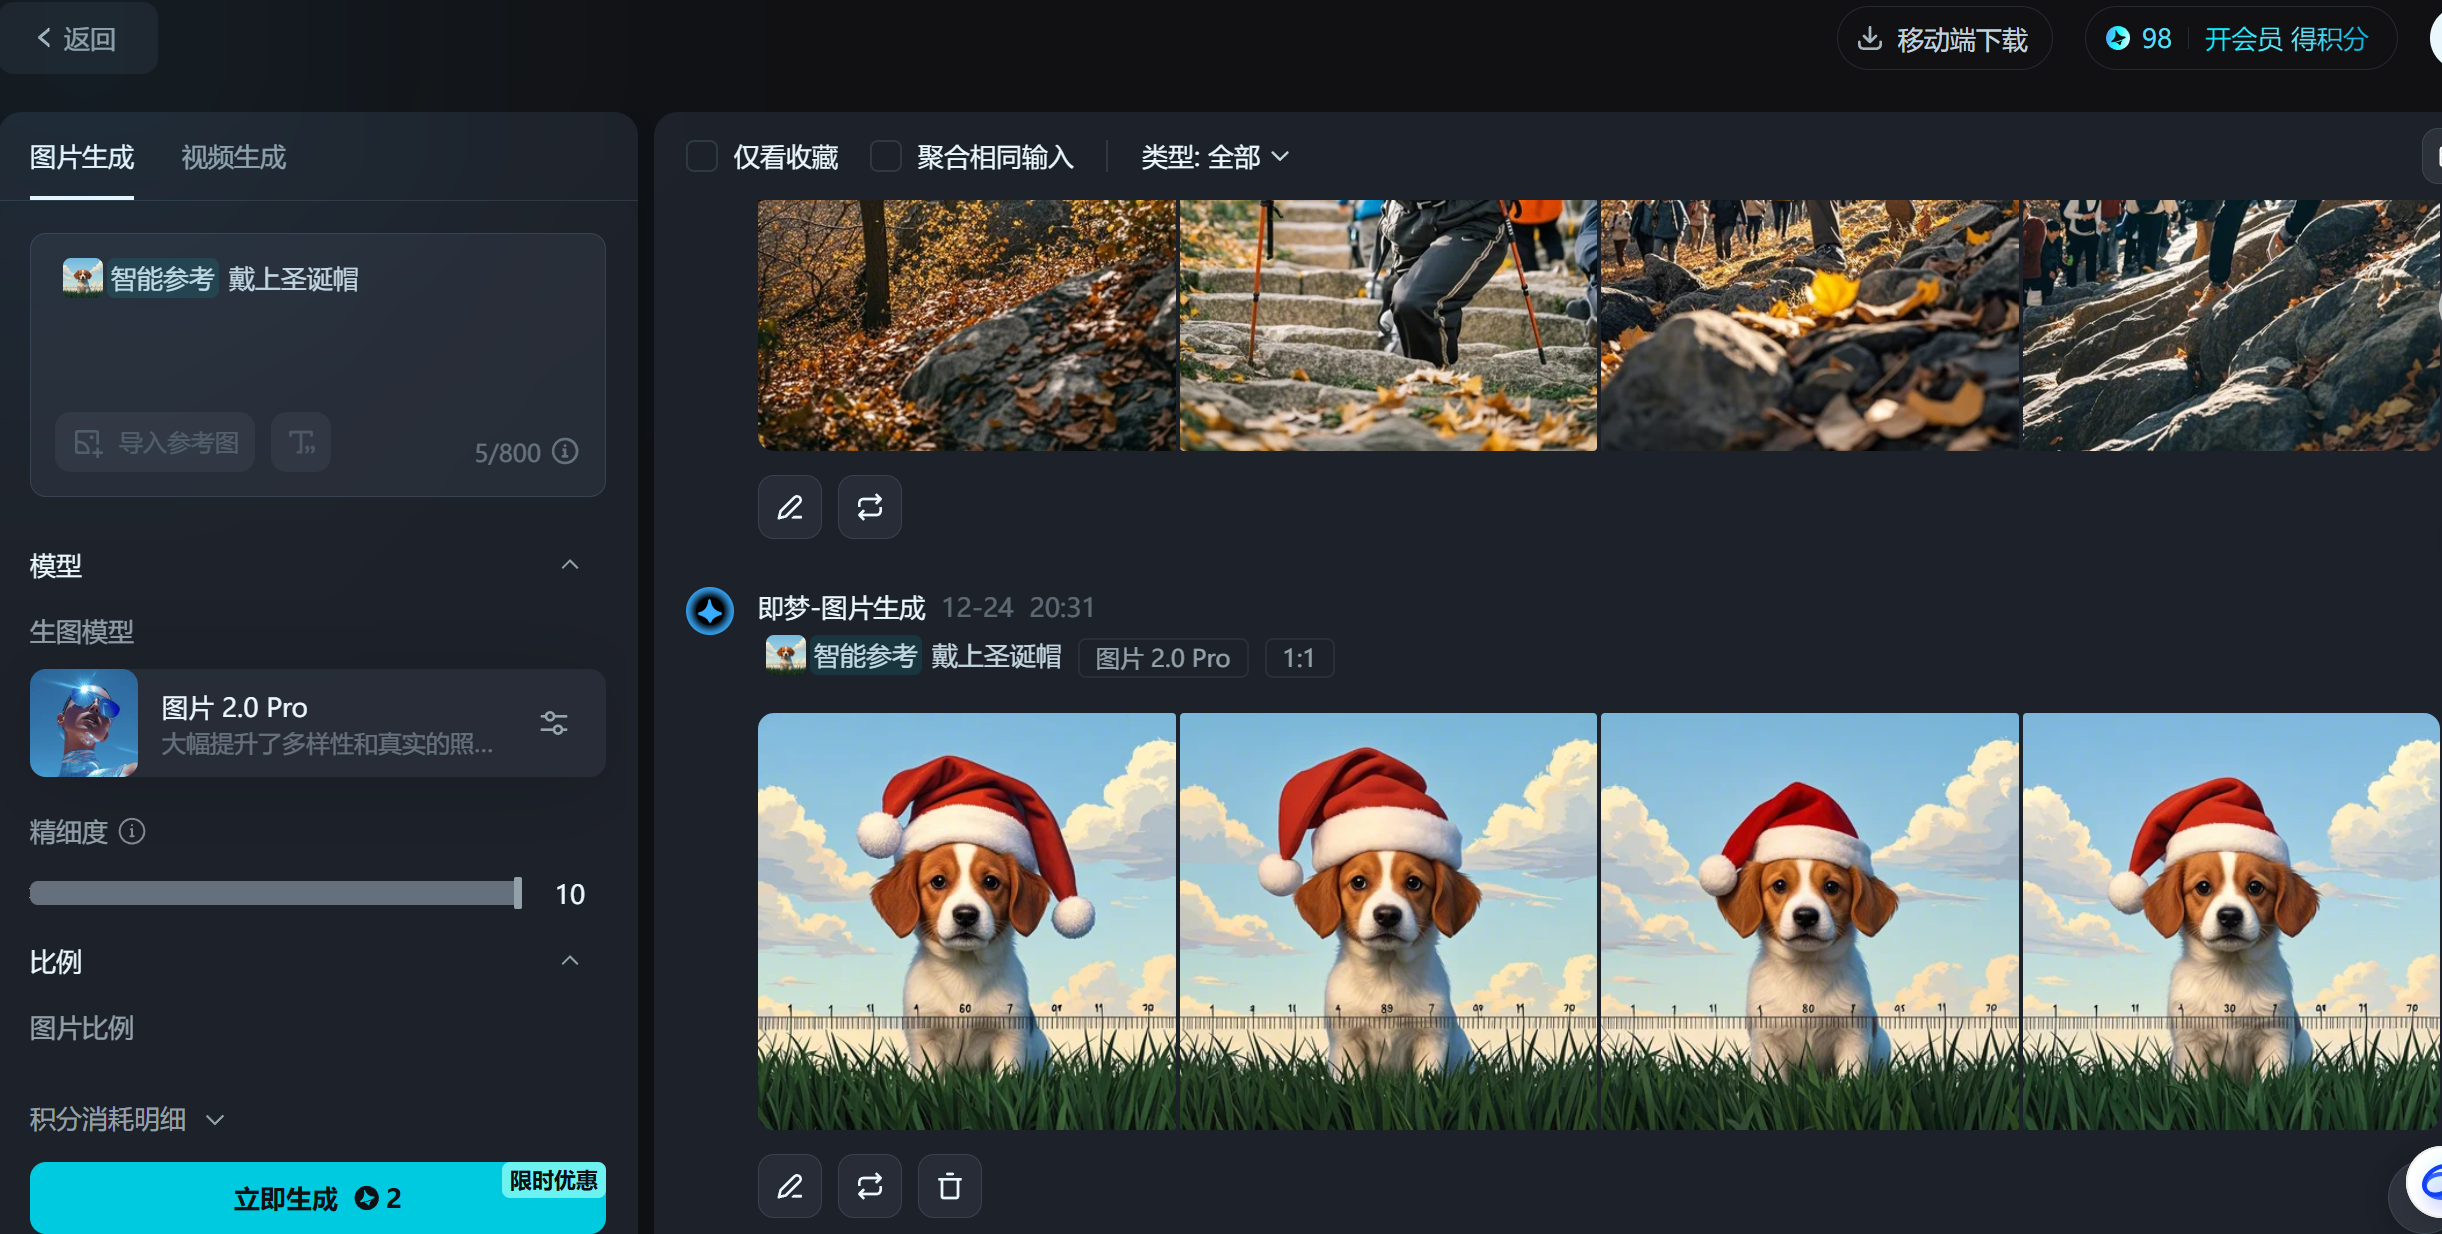 返回
移动端下载
98
开会员 得积分
图片生成
视频生成
智能参考 戴上圣诞帽
导入参考图
5/800
模型
生图模型
图片 2.0 Pro
大幅提升了多样性和真实的照...
精细度
10
比例
图片比例
积分消耗明细
立即生成 2
限时优惠
仅看收藏
聚合相同输入
类型: 全部
即梦-图片生成 12-24 20:31
智能参考 戴上圣诞帽 图片 2.0 Pro 1:1